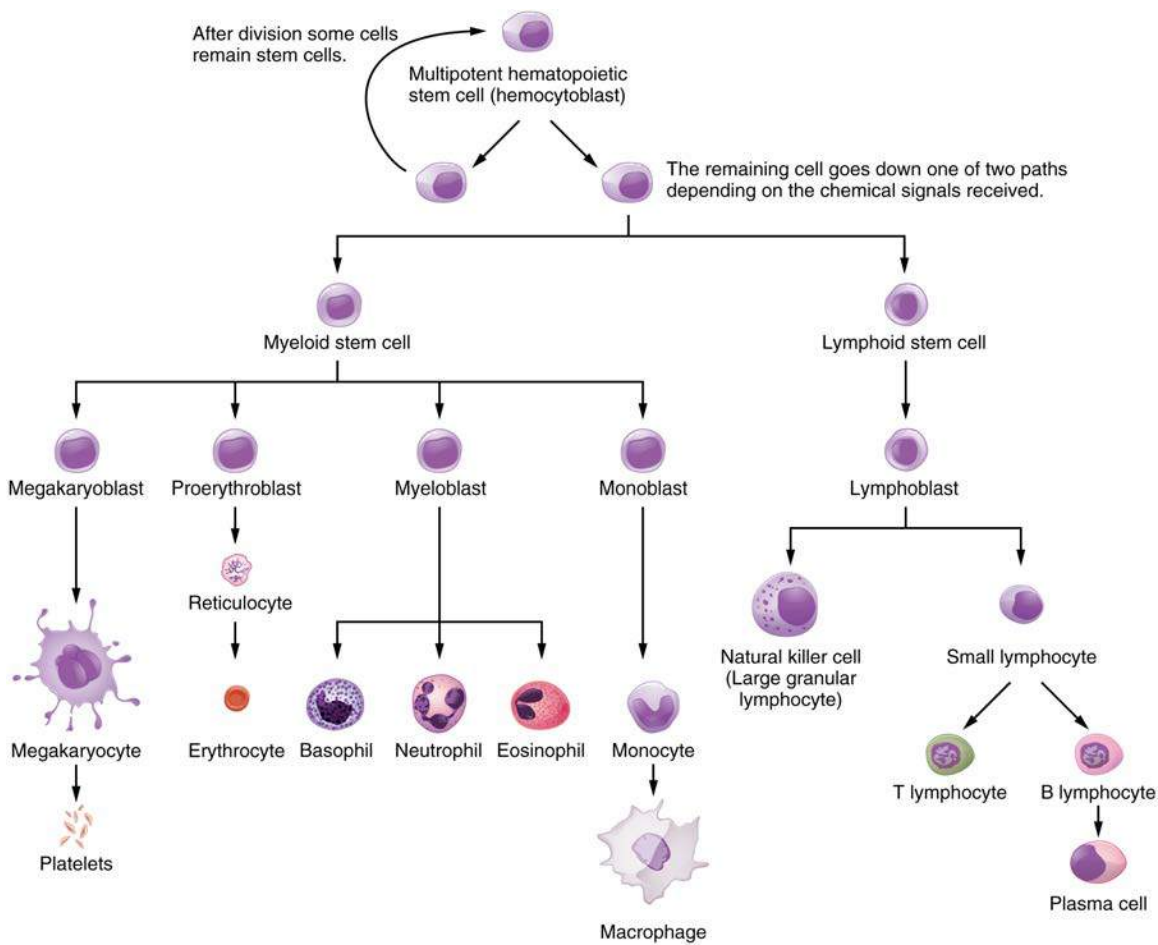 After division some cells
remain stem cells.
Multipotent hematopoietic
stem cell (hemocytoblast)
The remaining cell goes down one of two paths
depending on the chemical signals received.
Myeloid stem cell
Lymphoid stem cell
Megakaryoblast
Proerythroblast
Myeloblast
Monoblast
Lymphoblast
Reticulocyte
Natural killer cell
(Large granular
lymphocyte)
Small lymphocyte
Megakaryocyte
Erythrocyte
Basophil
Neutrophil
Eosinophil
Monocyte
T lymphocyte
B lymphocyte
Platelets
Macrophage
Plasma cell